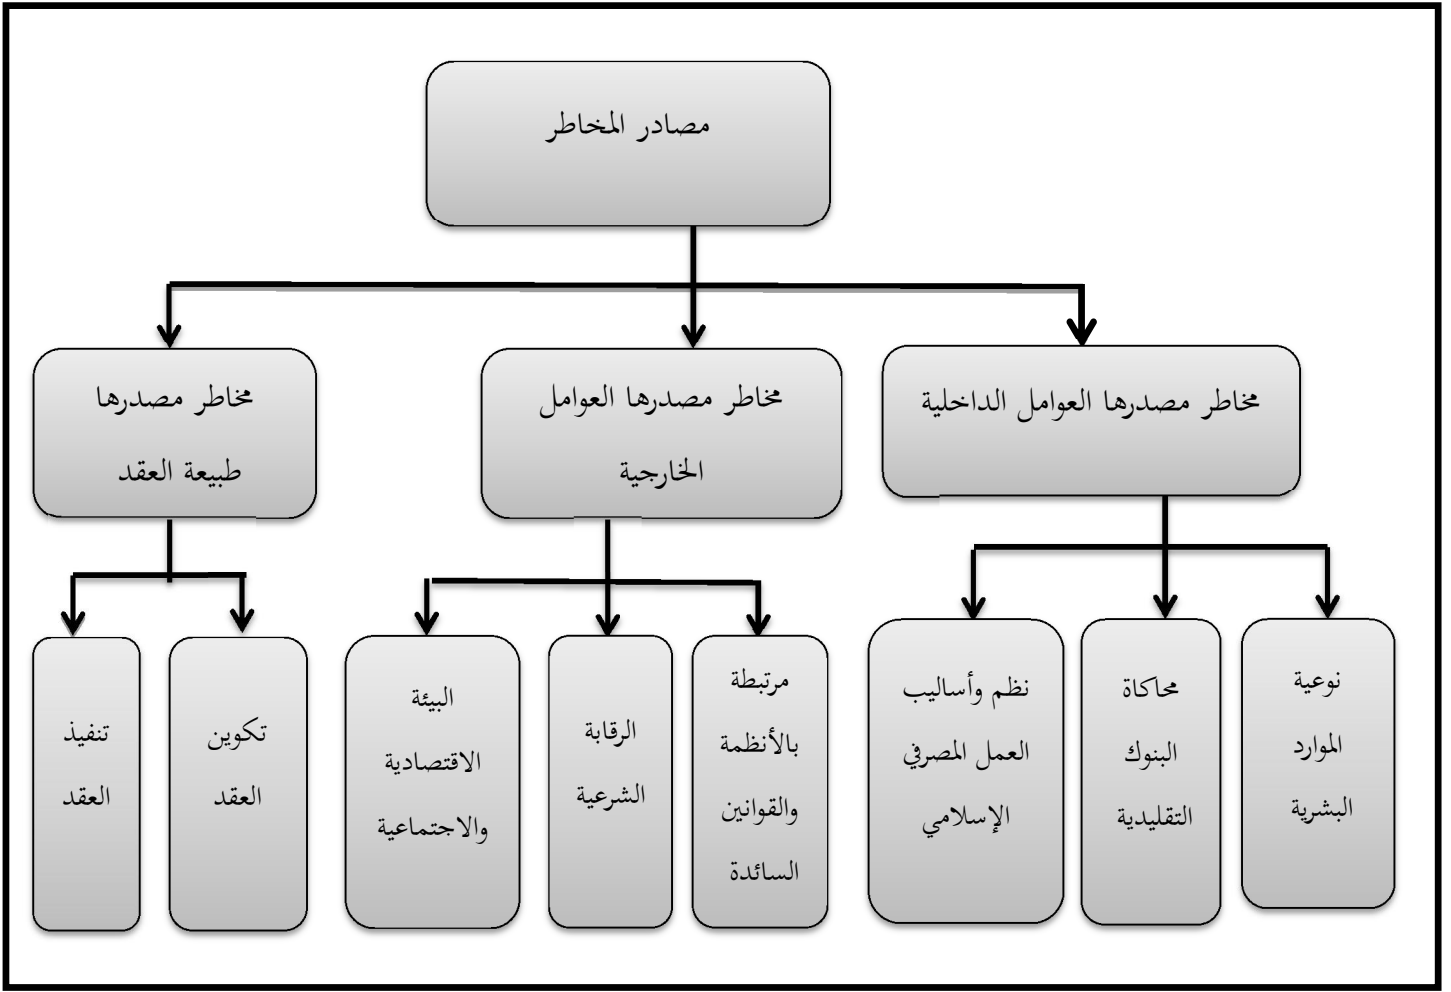 مصادر المخاطر
مخاطر مصدرها العوامل الداخلية
مخاطر مصدرها العوامل
الخارجية
مخاطر مصدرها
طبيعة العقد
نوعية
الموارد
البشرية
محاكاة
البنوك
التقليدية
نظم وأساليب
العمل المصرفي
الإسلامي
مرتبطة
بالأنظمة
والقوانين
السائدة
الرقابة
الشرعية
البيئة
الاقتصادية
والاجتماعية
تكوين
العقد
تنفيذ
العقد